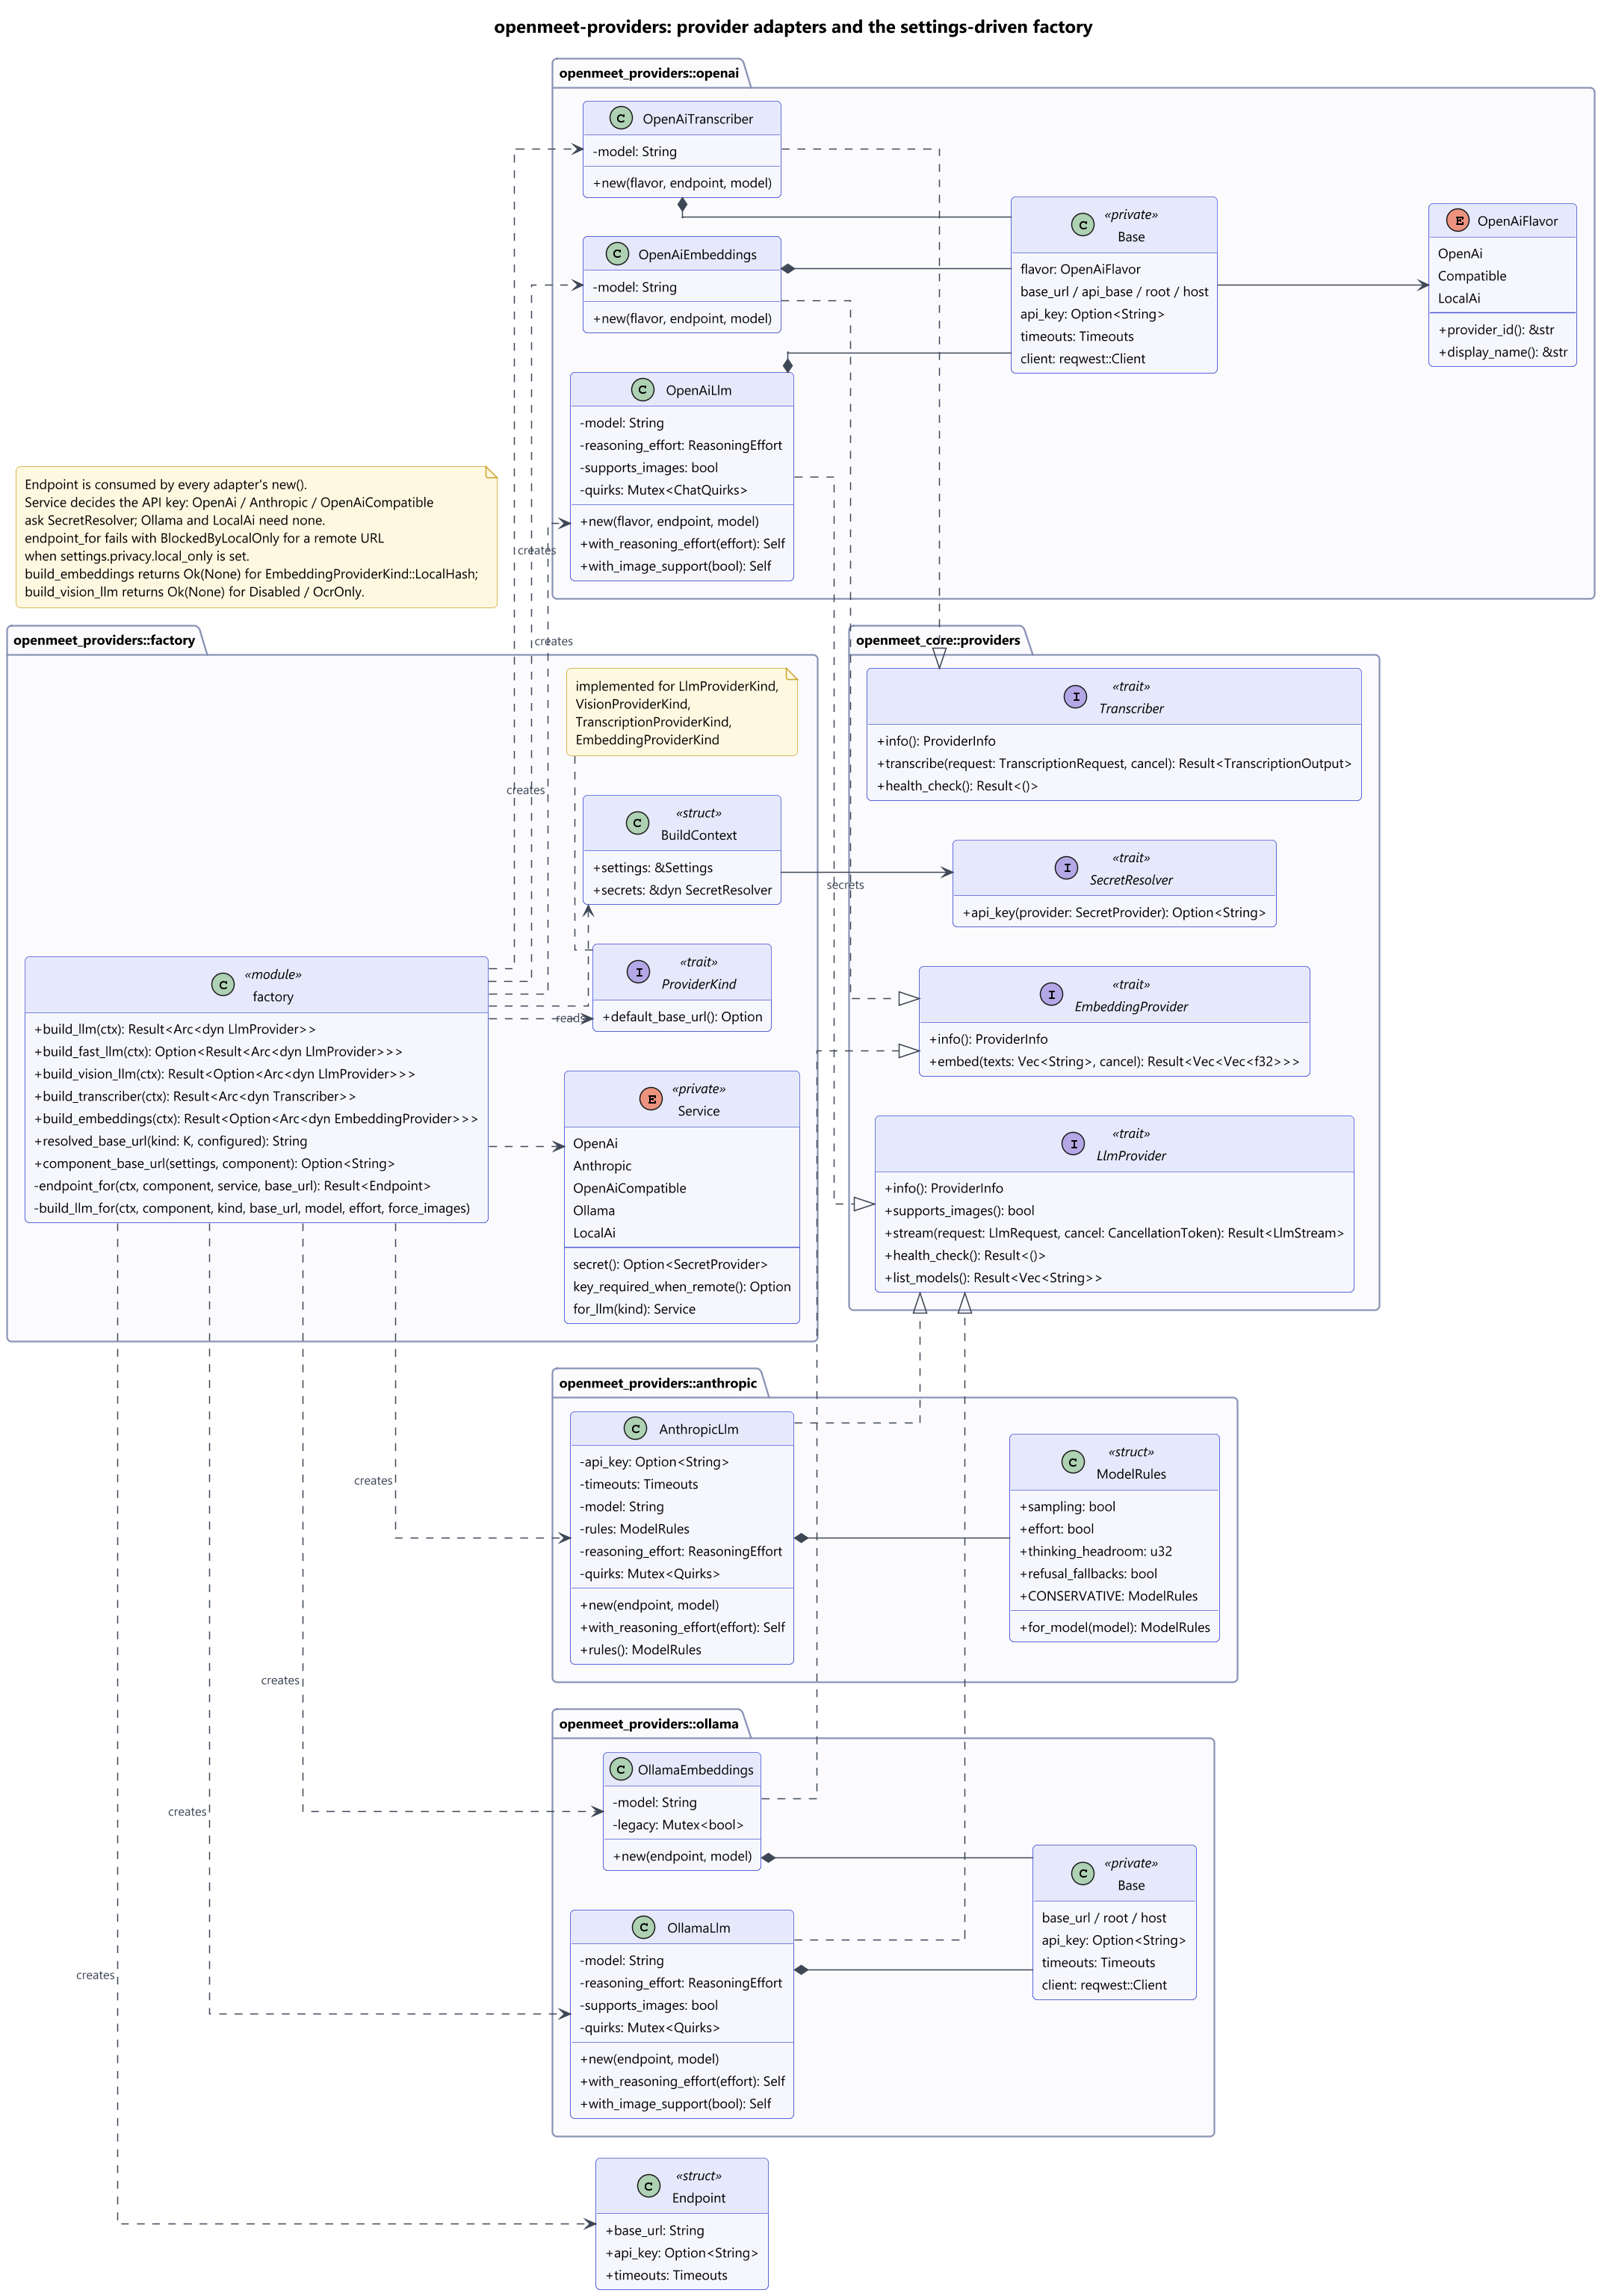 openmeet-providers: provider adapters and the settings-driven factory
openmeet_providers::openai
OpenAiTranscriber
-model: String
+new(flavor, endpoint, model)
OpenAiEmbeddings
-model: String
+new(flavor, endpoint, model)
OpenAiLlm
-model: String
-reasoning_effort: ReasoningEffort
-supports_images: bool
-quirks: Mutex<ChatQuirks>
+new(flavor, endpoint, model)
+with_reasoning_effort(effort): Self
+with_image_support(bool): Self
«private»
Base
flavor: OpenAiFlavor
base_url / api_base / root / host
api_key: Option<String>
timeouts: Timeouts
client: reqwest::Client
OpenAiFlavor
OpenAi
Compatible
LocalAi
+provider_id(): &str
+display_name(): &str
Endpoint is consumed by every adapter's new().
Service decides the API key: OpenAi / Anthropic / OpenAiCompatible
ask SecretResolver; Ollama and LocalAi need none.
endpoint_for fails with BlockedByLocalOnly for a remote URL
when settings.privacy.local_only is set.
build_embeddings returns Ok(None) for EmbeddingProviderKind::LocalHash;
build_vision_llm returns Ok(None) for Disabled / OcrOnly.
creates
creates
creates
openmeet_providers::factory
implemented for LlmProviderKind,
VisionProviderKind,
TranscriptionProviderKind,
EmbeddingProviderKind
«struct»
BuildContext
+settings: &Settings
+secrets: &dyn SecretResolver
secrets
«trait»
ProviderKind
+default_base_url(): Option
reads
«module»
factory
+build_llm(ctx): Result<Arc<dyn LlmProvider>>
+build_fast_llm(ctx): Option<Result<Arc<dyn LlmProvider>>>
+build_vision_llm(ctx): Result<Option<Arc<dyn LlmProvider>>>
+build_transcriber(ctx): Result<Arc<dyn Transcriber>>
+build_embeddings(ctx): Result<Option<Arc<dyn EmbeddingProvider>>>
+resolved_base_url(kind: K, configured): String
+component_base_url(settings, component): Option<String>
-endpoint_for(ctx, component, service, base_url): Result<Endpoint>
-build_llm_for(ctx, component, kind, base_url, model, effort, force_images)
«private»
Service
OpenAi
Anthropic
OpenAiCompatible
Ollama
LocalAi
secret(): Option<SecretProvider>
key_required_when_remote(): Option
for_llm(kind): Service
openmeet_core::providers
«trait»
Transcriber
+info(): ProviderInfo
+transcribe(request: TranscriptionRequest, cancel): Result<TranscriptionOutput>
+health_check(): Result<()>
«trait»
SecretResolver
+api_key(provider: SecretProvider): Option<String>
«trait»
EmbeddingProvider
+info(): ProviderInfo
+embed(texts: Vec<String>, cancel): Result<Vec<Vec<f32>>>
«trait»
LlmProvider
+info(): ProviderInfo
+supports_images(): bool
+stream(request: LlmRequest, cancel: CancellationToken): Result<LlmStream>
+health_check(): Result<()>
+list_models(): Result<Vec<String>>
openmeet_providers::anthropic
AnthropicLlm
-api_key: Option<String>
-timeouts: Timeouts
-model: String
-rules: ModelRules
-reasoning_effort: ReasoningEffort
-quirks: Mutex<Quirks>
+new(endpoint, model)
+with_reasoning_effort(effort): Self
+rules(): ModelRules
«struct»
ModelRules
+sampling: bool
+effort: bool
+thinking_headroom: u32
+refusal_fallbacks: bool
+CONSERVATIVE: ModelRules
+for_model(model): ModelRules
creates
creates
creates
creates
openmeet_providers::ollama
OllamaEmbeddings
-model: String
-legacy: Mutex<bool>
+new(endpoint, model)
OllamaLlm
-model: String
-reasoning_effort: ReasoningEffort
-supports_images: bool
-quirks: Mutex<Quirks>
+new(endpoint, model)
+with_reasoning_effort(effort): Self
+with_image_support(bool): Self
«private»
Base
base_url / root / host
api_key: Option<String>
timeouts: Timeouts
client: reqwest::Client
«struct»
Endpoint
+base_url: String
+api_key: Option<String>
+timeouts: Timeouts